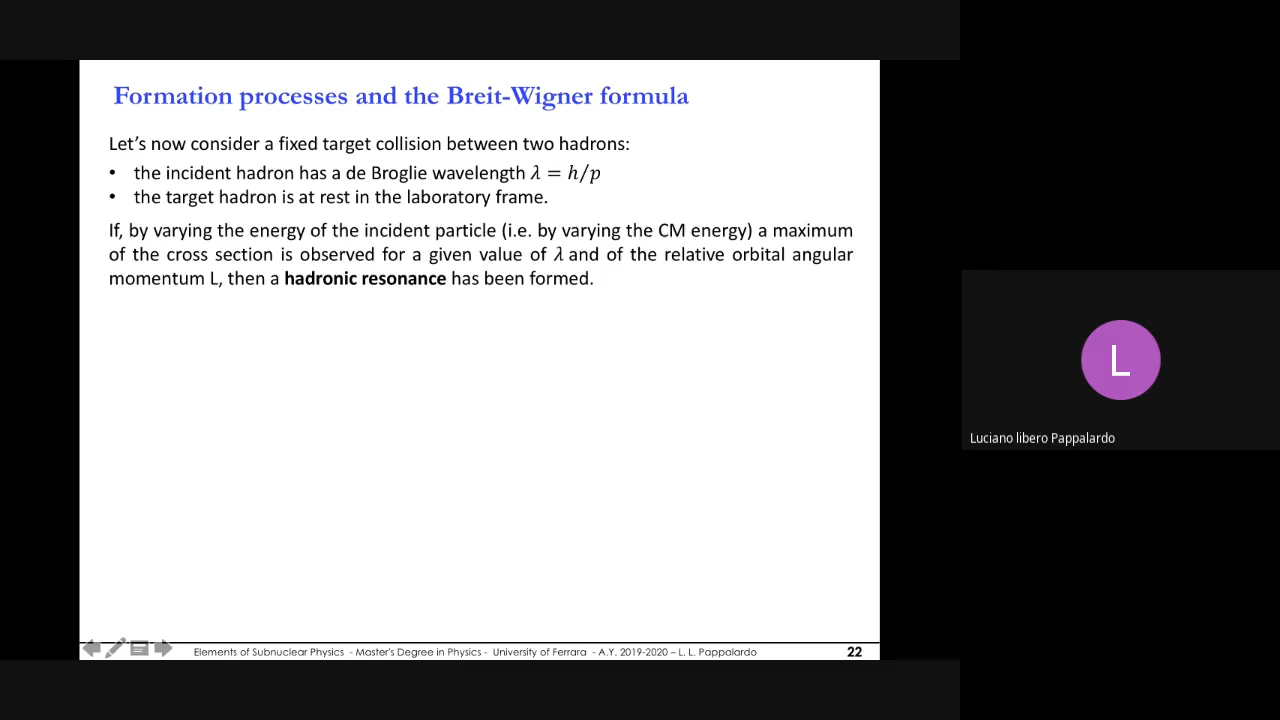 Formation processes and the Breit-Wigner formula
Let’s now consider a fixed target collision between two hadrons:
• the incident hadron has a de Broglie wavelength λ = h/p
• the target hadron is at rest in the laboratory frame.
If, by varying the energy of the incident particle (i.e. by varying the CM energy) a maximum
of the cross section is observed for a given value of λ and of the relative orbital angular
momentum L, then a hadronic resonance has been formed.
L
Luciano libero Pappalardo
Elements of Subnuclear Physics - Master's Degree in Physics - University of Ferrara - A.Y. 2019-2020 – L. L. Pappalardo
22